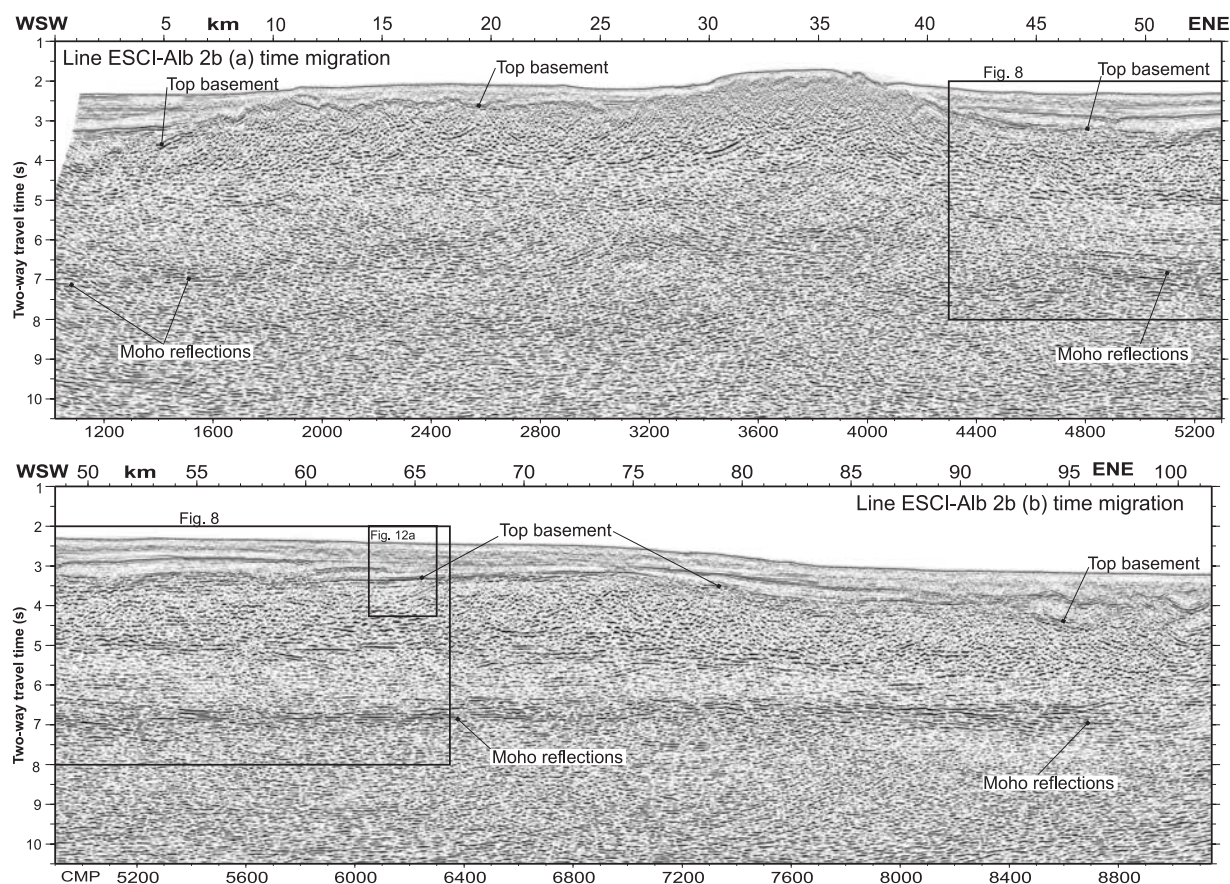 WSW 5 km 10 15 20 25 30 35 40 45 50 ENE
1
Line ESCI-Alb 2b (a) time migration
Top basement
Top basement
Fig. 8
Top basement
2
3
4
5
6
7
8
9
10
Two-way travel time (s)
Moho reflections
Moho reflections
1200 1600 2000 2400 2800 3200 3600 4000 4400 4800 5200
WSW 50 km 55 60 65 70 75 80 85 90 95 ENE 100
1
Line ESCI-Alb 2b (b) time migration
Fig. 8
Fig. 12a
Top basement
Top basement
2
3
4
5
6
7
8
9
10
Two-way travel time (s)
Moho reflections
Moho reflections
CMP 5200 5600 6000 6400 6800 7200 7600 8000 8400 8800